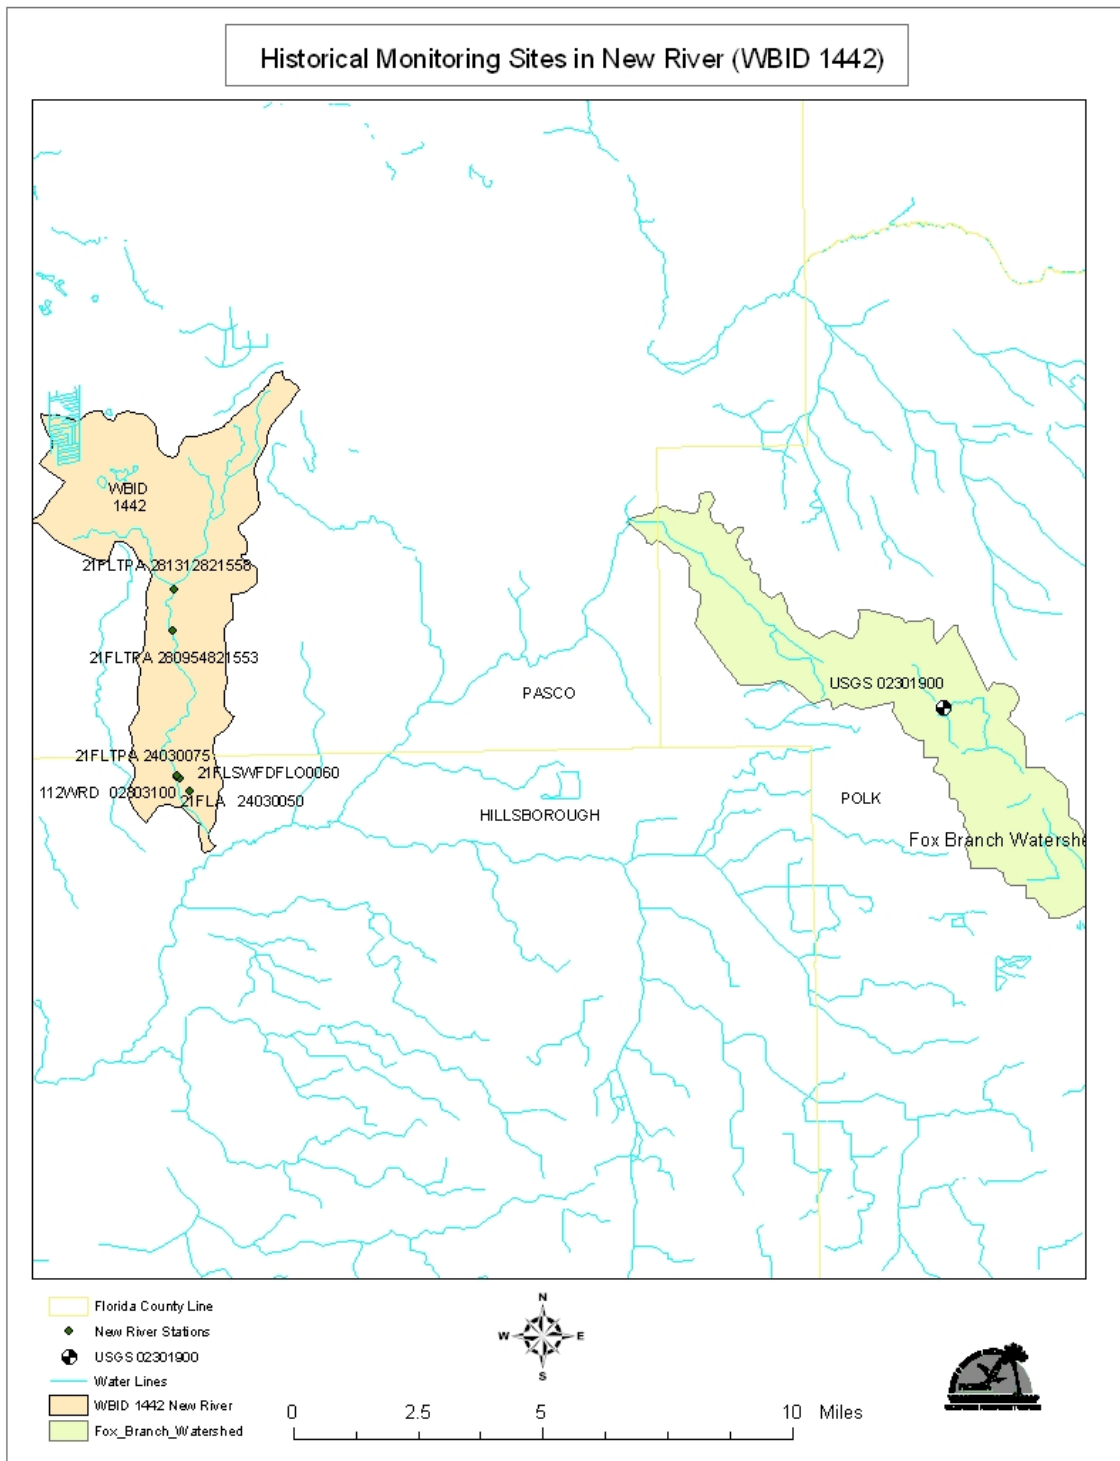 Historical Monitoring Sites in New River (WBID 1442)
WBID
1442
21FLTPA 281312821558
21FLTPA 280954821553
USGS 02301900
PASCO
21FLTPA 24030075
21FLSWFDFLO0060
112WRD 02303100
21FLA 24030050
HILLSBOROUGH
POLK
Fox Branch Watershe
Florida County Line
New River Stations
USGS 02301900
Water Lines
WBID 1442 New River
Fox_Branch_Watershed
N
W
E
S
0
2.5
5
10 Miles
FLORIDA